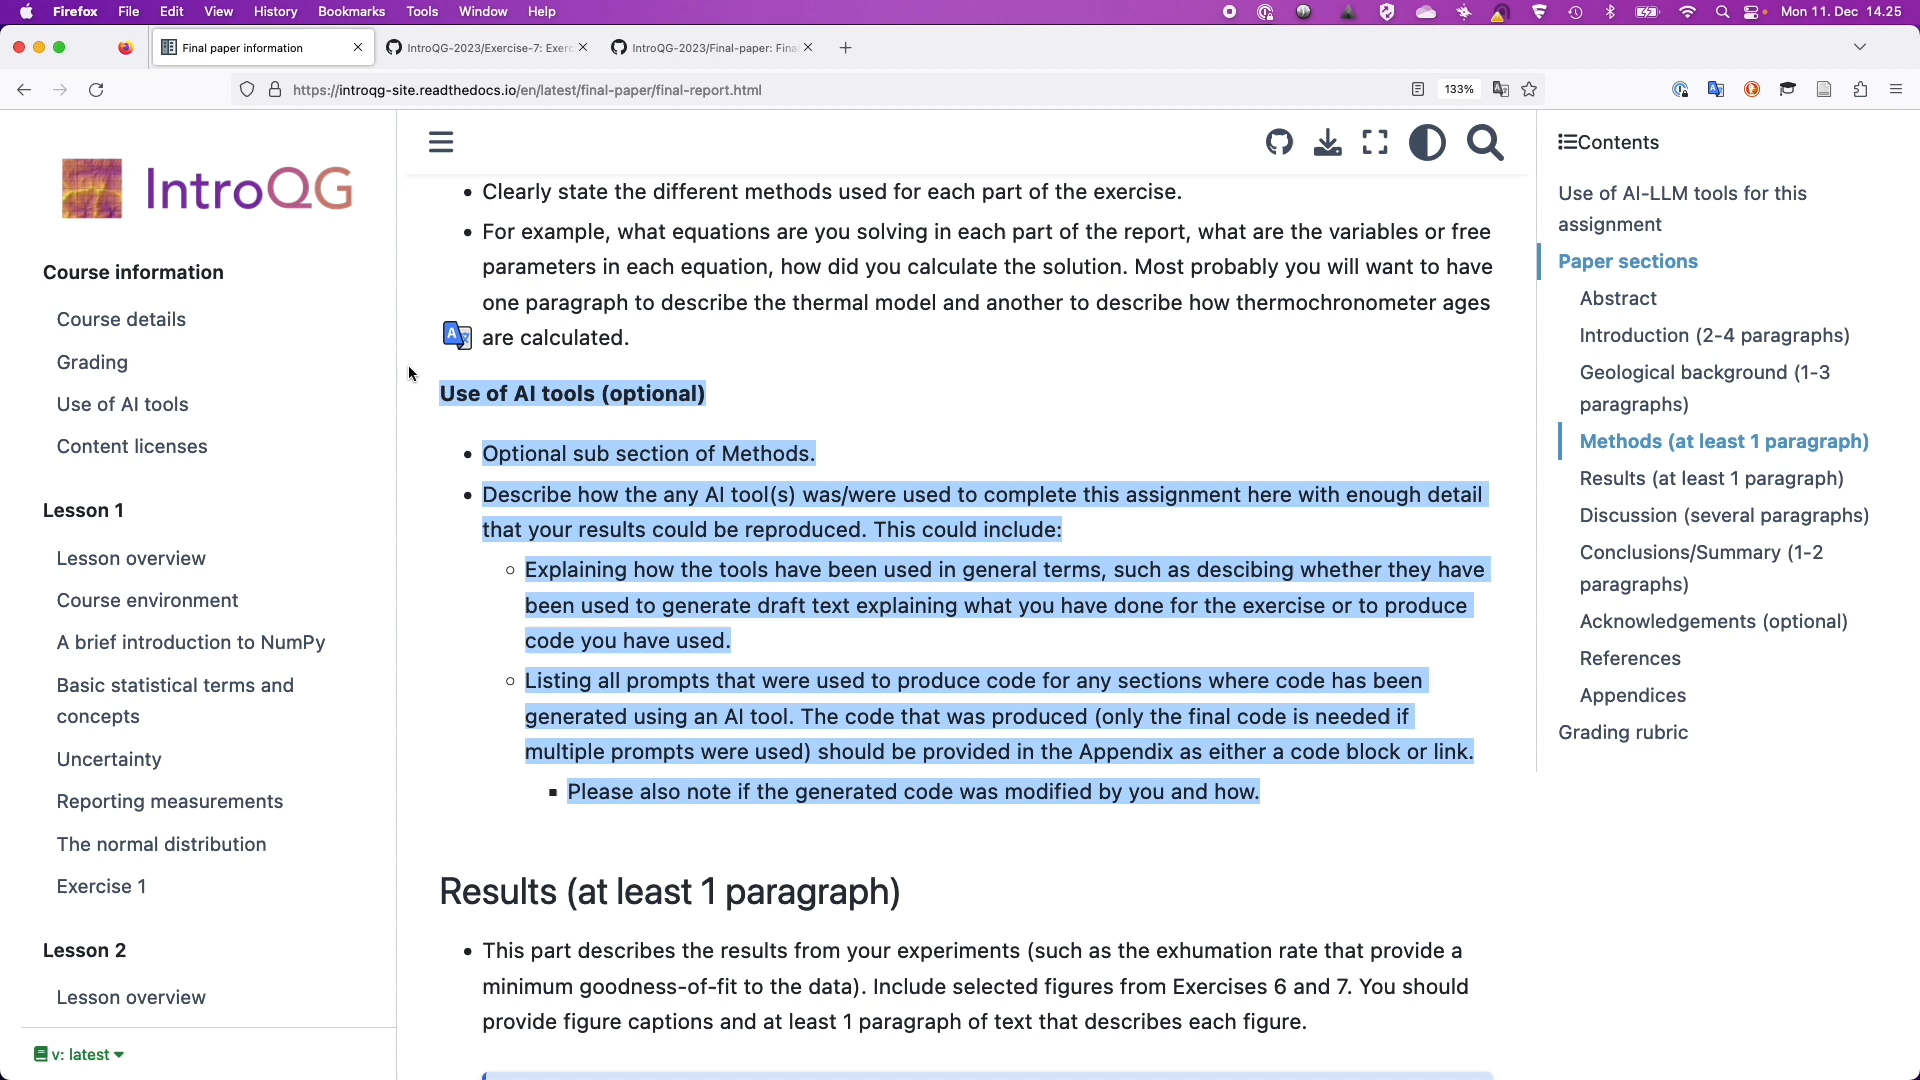 Firefox File Edit View History Bookmarks Tools Window Help Mon 11. Dec 14.25
Final paper information IntroQG-2023/Exercise-7: Exerc IntroQG-2023/Final-paper: Fina
https://introqg-site.readthedocs.io/en/latest/final-paper/final-report.html 133%
IntroQG
Course information
Course details
Grading
Use of AI tools
Content licenses
Lesson 1
Lesson overview
Course environment
A brief introduction to NumPy
Basic statistical terms and
concepts
Uncertainty
Reporting measurements
The normal distribution
Exercise 1
Lesson 2
Lesson overview
v: latest
• Clearly state the different methods used for each part of the exercise.
• For example, what equations are you solving in each part of the report, what are the variables or free
parameters in each equation, how did you calculate the solution. Most probably you will want to have
one paragraph to describe the thermal model and another to describe how thermochronometer ages
are calculated.
Use of AI tools (optional)
• Optional sub section of Methods.
• Describe how the any AI tool(s) was/were used to complete this assignment here with enough detail
that your results could be reproduced. This could include:
Explaining how the tools have been used in general terms, such as descibing whether they have
been used to generate draft text explaining what you have done for the exercise or to produce
code you have used.
Listing all prompts that were used to produce code for any sections where code has been
generated using an AI tool. The code that was produced (only the final code is needed if
multiple prompts were used) should be provided in the Appendix as either a code block or link.
Please also note if the generated code was modified by you and how.
Results (at least 1 paragraph)
• This part describes the results from your experiments (such as the exhumation rate that provide a
minimum goodness-of-fit to the data). Include selected figures from Exercises 6 and 7. You should
provide figure captions and at least 1 paragraph of text that describes each figure.
Contents
Use of AI-LLM tools for this
assignment
Paper sections
Abstract
Introduction (2-4 paragraphs)
Geological background (1-3
paragraphs)
Methods (at least 1 paragraph)
Results (at least 1 paragraph)
Discussion (several paragraphs)
Conclusions/Summary (1-2
paragraphs)
Acknowledgements (optional)
References
Appendices
Grading rubric